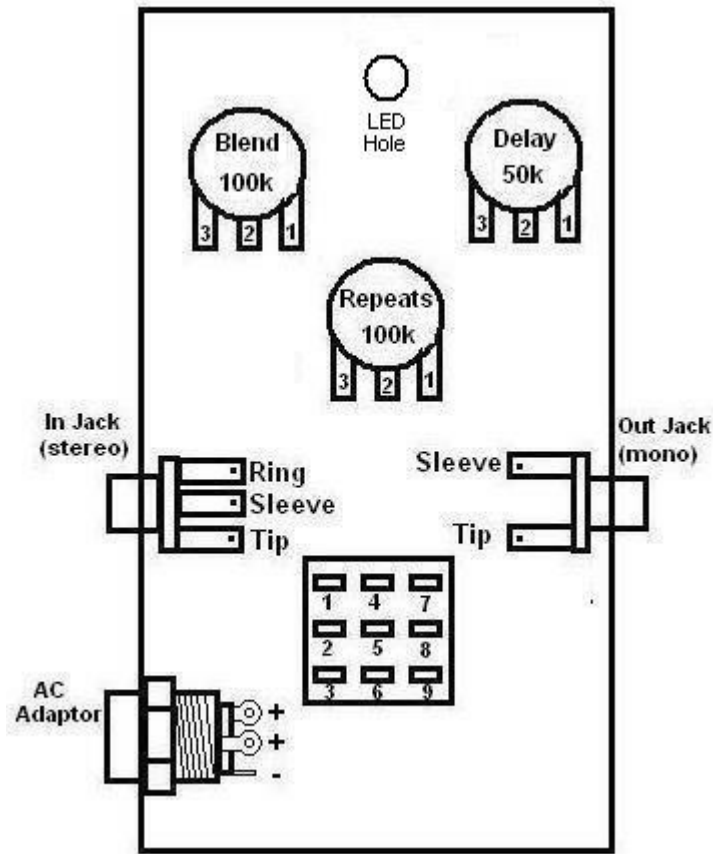 LED
Hole
Blend
100k
3 2 1
Delay
50k
3 2 1
Repeats
100k
3 2 1
In Jack
(stereo)
Ring
Sleeve
Tip
Out Jack
(mono)
Sleeve
Tip
1 4 7
2 5 8
3 6 9
AC
Adaptor
+
+
-